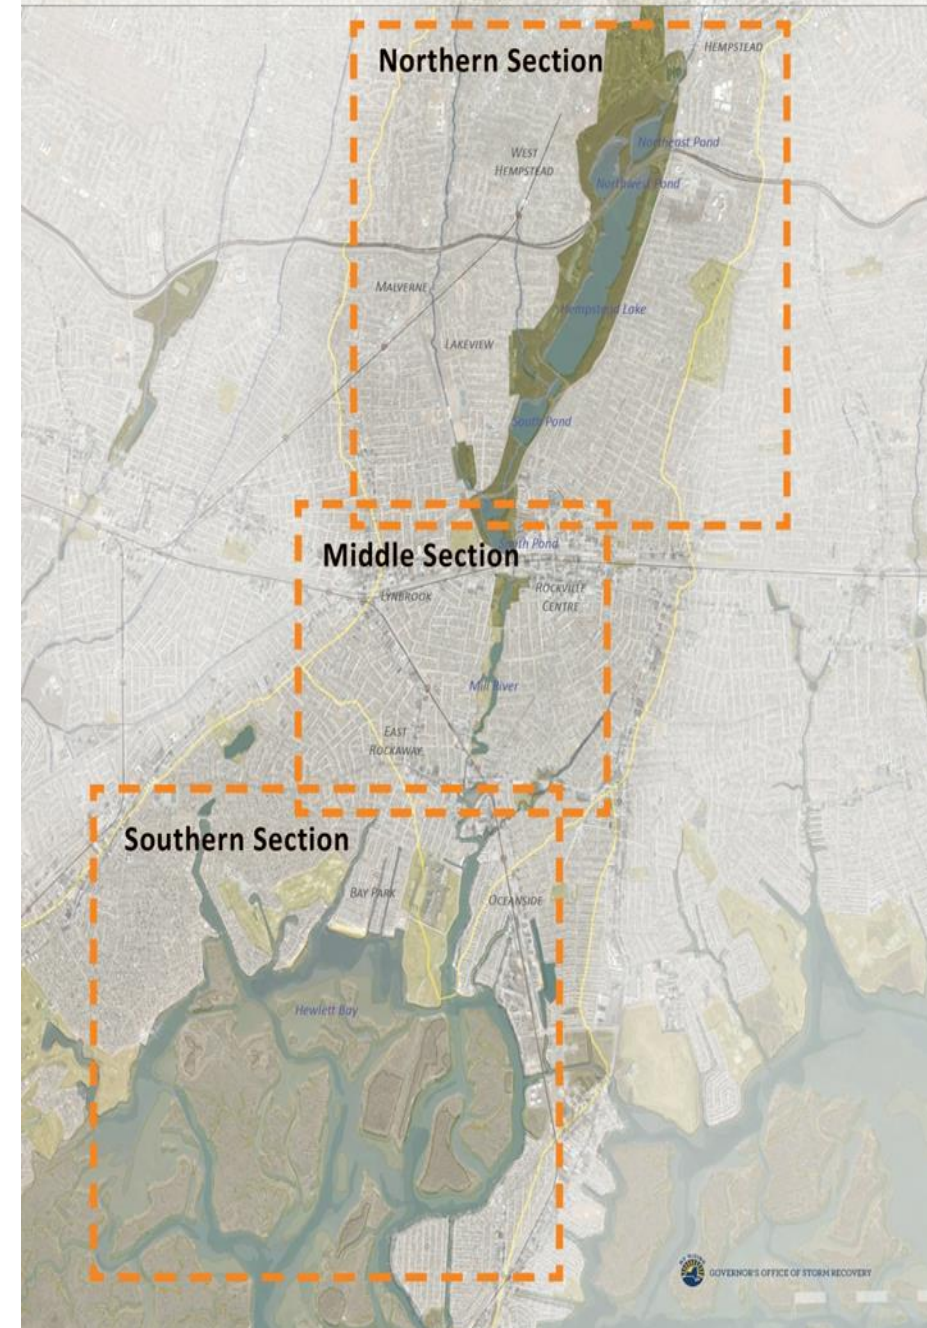 HEMPSTEAD
Northern Section
Northeast Pond
WEST
HEMPSTEAD
Northwest Pond
MALVERNE
Hempstead Lake
LAKEVIEW
South Pond
South Pond
Middle Section
LYNBROOK
ROCKVILLE
CENTRE
Mill River
EAST
ROCKAWAY
Southern Section
BAY PARK
OCEANSIDE
Hewlett Bay
NY RISING
GOVERNOR'S OFFICE OF STORM RECOVERY